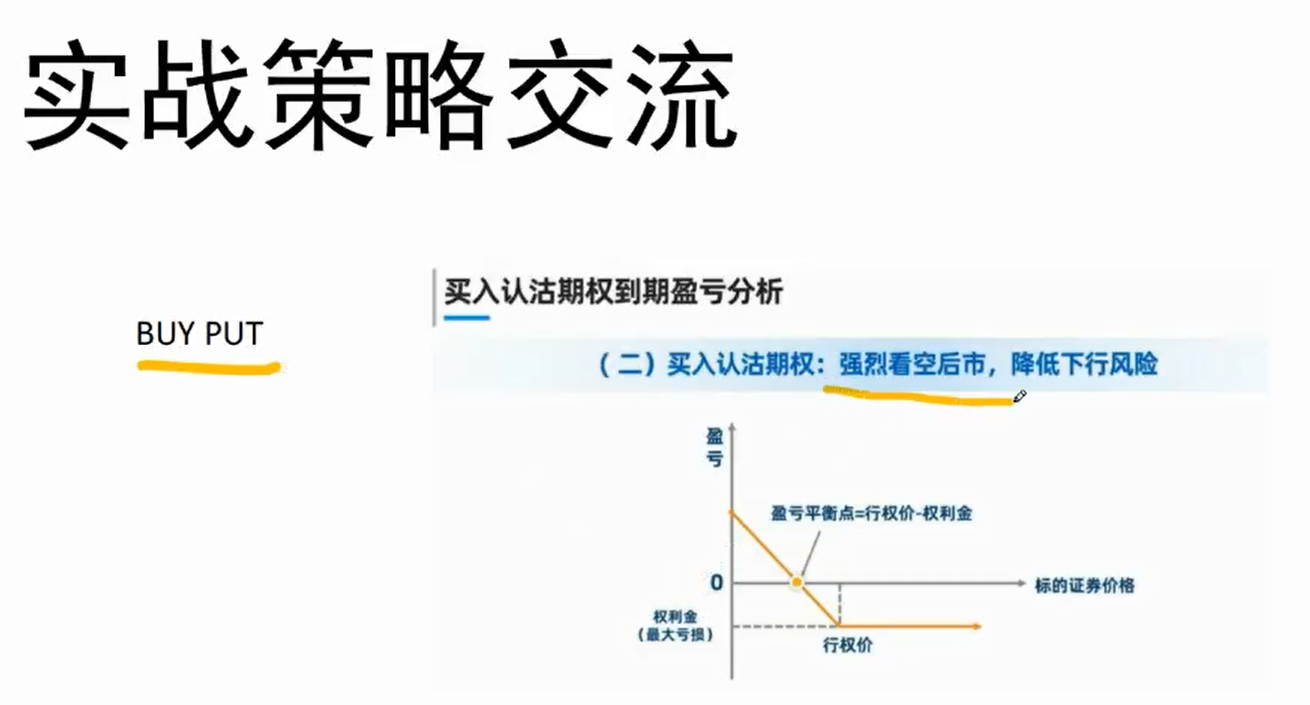 实战策略交流
BUY PUT
买入认沽期权到期盈亏分析
（二）买入认沽期权：强烈看空后市，降低下行风险
盈
亏
盈亏平衡点=行权价-权利金
0
标的证券价格
权利金
（最大亏损）
行权价